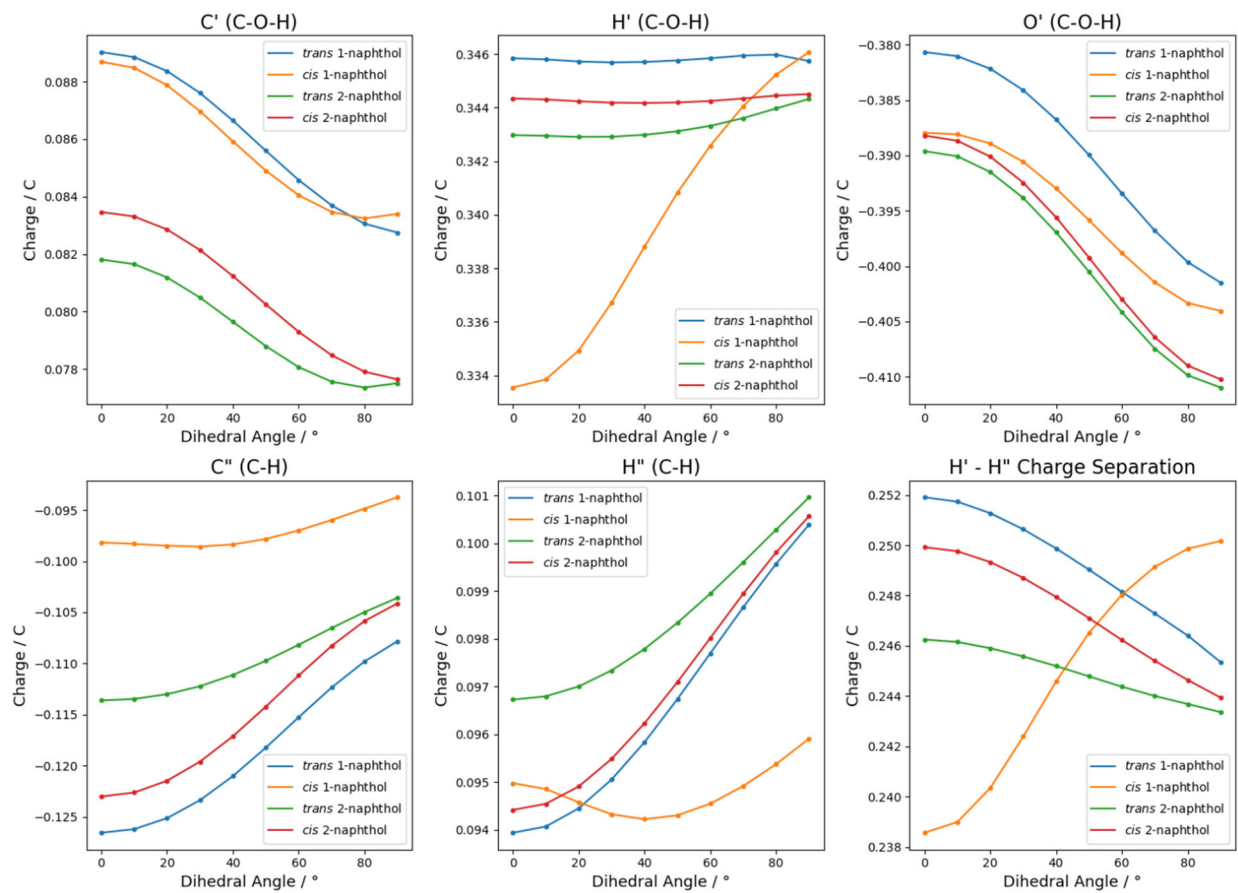 C' (C-O-H)
Charge / C
0.088
0.086
0.084
0.082
0.080
0.078
trans 1-naphthol
cis 1-naphthol
trans 2-naphthol
cis 2-naphthol
0 20 40 60 80
Dihedral Angle / °
H' (C-O-H)
Charge / C
0.346
0.344
0.342
0.340
0.338
0.336
0.334
trans 1-naphthol
cis 1-naphthol
trans 2-naphthol
cis 2-naphthol
0 20 40 60 80
Dihedral Angle / °
O' (C-O-H)
Charge / C
−0.380
−0.385
−0.390
−0.395
−0.400
−0.405
−0.410
trans 1-naphthol
cis 1-naphthol
trans 2-naphthol
cis 2-naphthol
0 20 40 60 80
Dihedral Angle / °
C" (C-H)
Charge / C
−0.095
−0.100
−0.105
−0.110
−0.115
−0.120
−0.125
trans 1-naphthol
cis 1-naphthol
trans 2-naphthol
cis 2-naphthol
0 20 40 60 80
Dihedral Angle / °
H" (C-H)
Charge / C
0.101
0.100
0.099
0.098
0.097
0.096
0.095
0.094
trans 1-naphthol
cis 1-naphthol
trans 2-naphthol
cis 2-naphthol
0 20 40 60 80
Dihedral Angle / °
H' - H" Charge Separation
Charge / C
0.252
0.250
0.248
0.246
0.244
0.242
0.240
0.238
trans 1-naphthol
cis 1-naphthol
trans 2-naphthol
cis 2-naphthol
0 20 40 60 80
Dihedral Angle / °